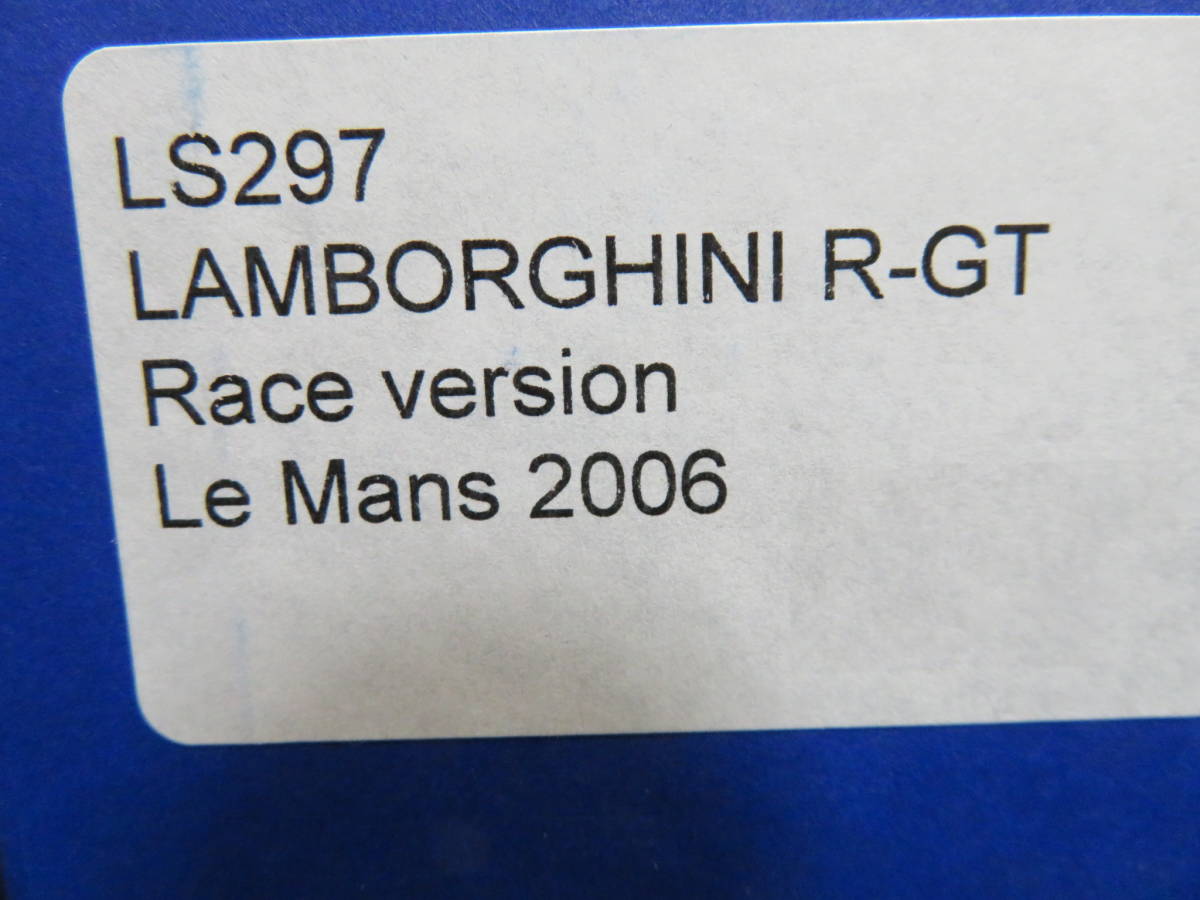 LS297
LAMBORGHINI R-GT
Race version
Le Mans 2006